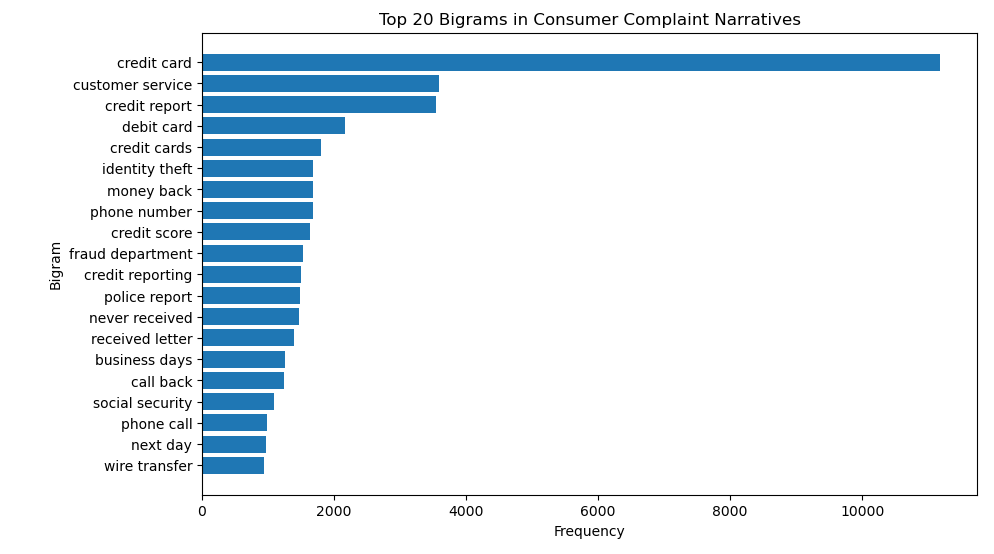 Top 20 Bigrams in Consumer Complaint Narratives
credit card
customer service
credit report
debit card
credit cards
identity theft
money back
phone number
credit score
fraud department
credit reporting
police report
never received
received letter
business days
call back
social security
phone call
next day
wire transfer
Bigram
0 2000 4000 6000 8000 10000
Frequency